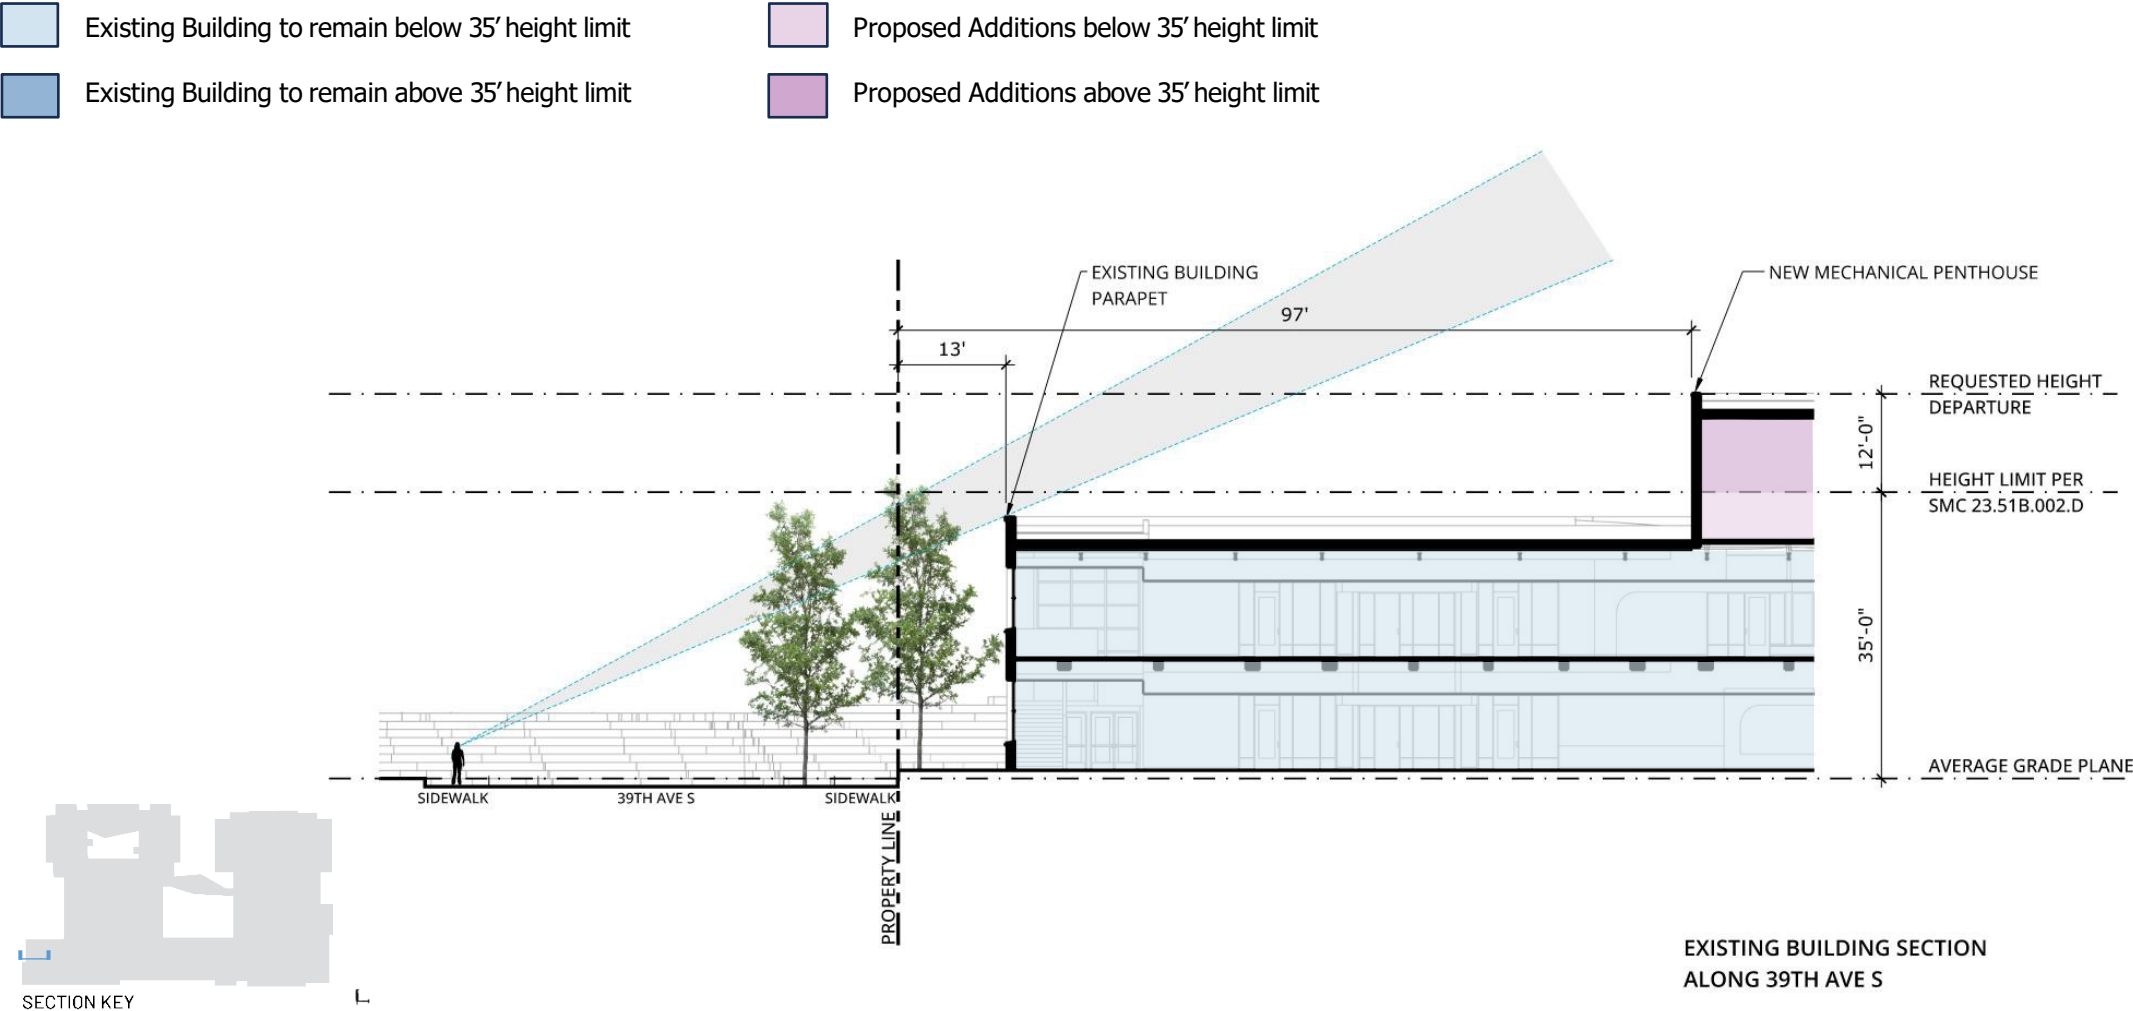 Existing Building to remain below 35' height limit
Proposed Additions below 35' height limit
Existing Building to remain above 35' height limit
Proposed Additions above 35' height limit
EXISTING BUILDING
PARAPET
NEW MECHANICAL PENTHOUSE
97'
13'
REQUESTED HEIGHT
DEPARTURE
12'-0"
HEIGHT LIMIT PER
SMC 23.51B.002.D
35'-0"
AVERAGE GRADE PLANE
SIDEWALK
39TH AVE S
SIDEWALK
PROPERTY LINE
EXISTING BUILDING SECTION
ALONG 39TH AVE S
SECTION KEY